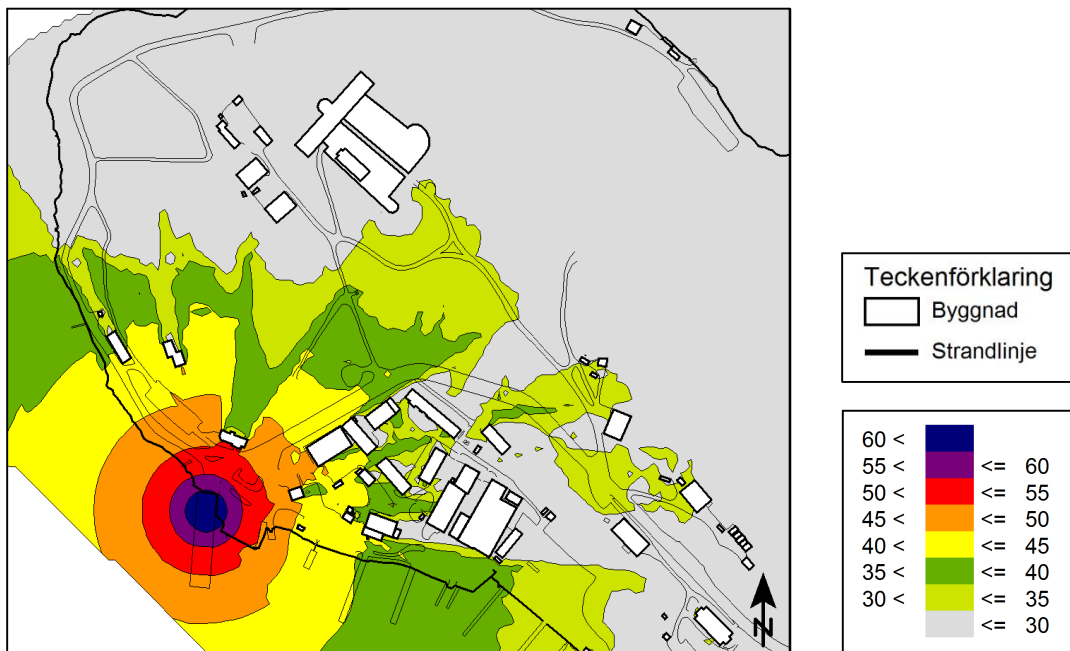 Teckenförklaring
Byggnad
Strandlinje
60 <
55 < <= 60
50 < <= 55
45 < <= 50
40 < <= 45
35 < <= 40
30 < <= 35
<= 30
N